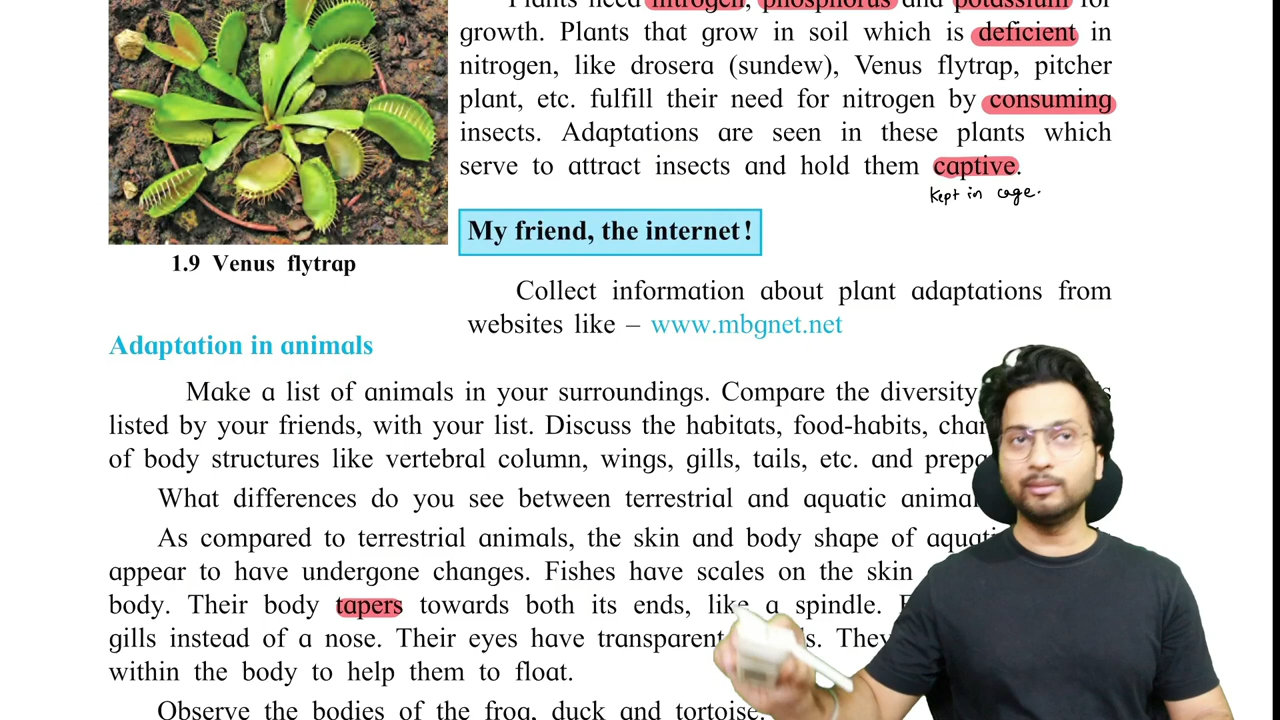 Plants need nitrogen, phosphorus and potassium for
growth. Plants that grow in soil which is deficient in
nitrogen, like drosera (sundew), Venus flytrap, pitcher
plant, etc. fulfill their need for nitrogen by consuming
insects. Adaptations are seen in these plants which
serve to attract insects and hold them captive.
Kept in cage.
My friend, the internet!
1.9 Venus flytrap
Collect information about plant adaptations from
websites like – www.mbgnet.net
Adaptation in animals
Make a list of animals in your surroundings. Compare the diversity
listed by your friends, with your list. Discuss the habitats, food-habits,
of body structures like vertebral column, wings, gills, tails, etc. and
What differences do you see between terrestrial and aquatic
As compared to terrestrial animals, the skin and body shape of
appear to have undergone changes. Fishes have scales on the skin
body. Their body tapers towards both its ends, like a spindle.
gills instead of a nose. Their eyes have transparent They
within the body to help them to float.
Observe the bodies of the frog, duck and tortoise.